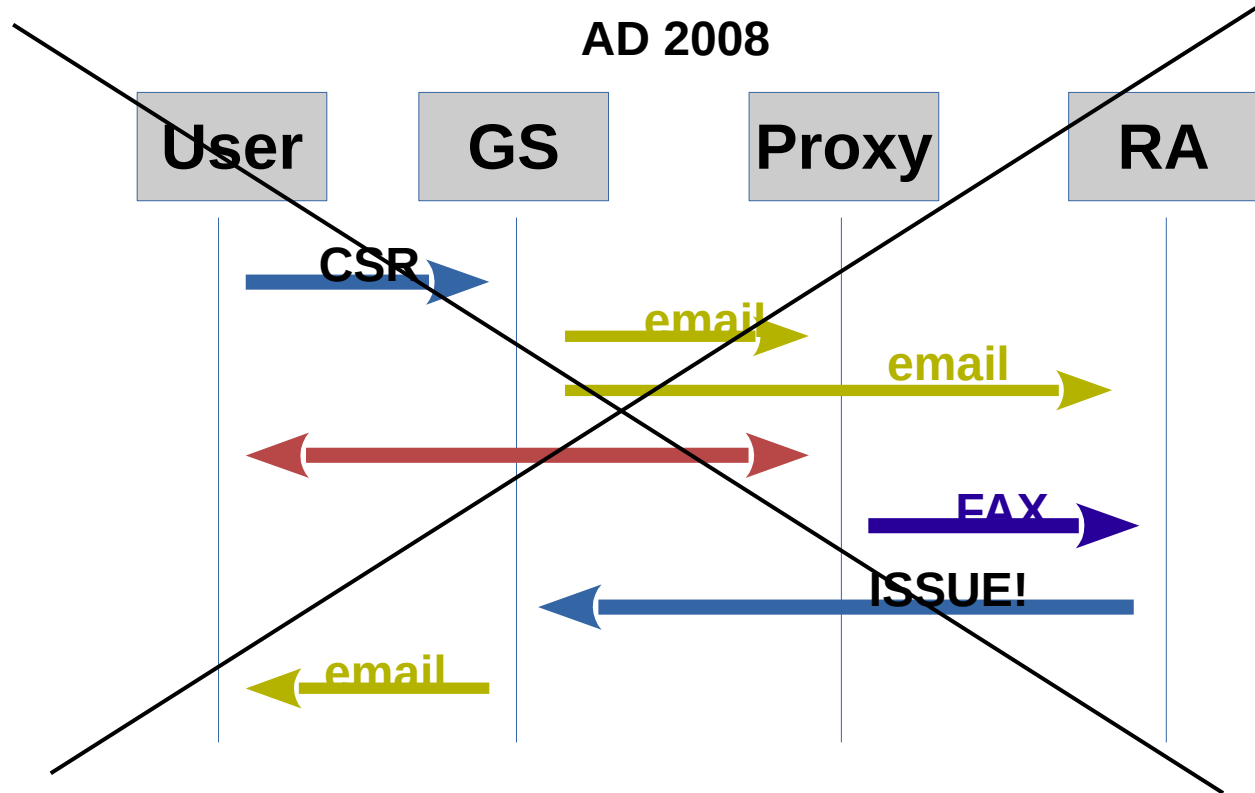 AD 2008
User
GS
Proxy
RA
CSR
email
email
FAX
ISSUE!
email